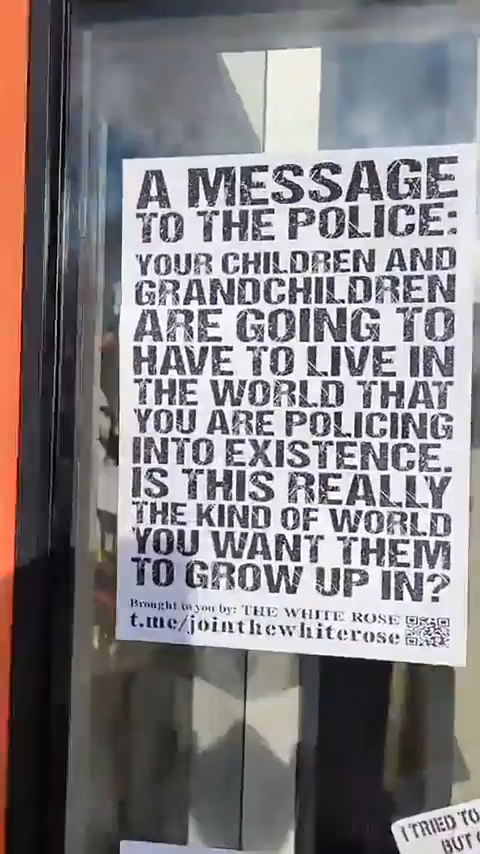 A MESSAGE
TO THE POLICE:
YOUR CHILDREN AND
GRANDCHILDREN
ARE GOING TO
HAVE TO LIVE IN
THE WORLD THAT
YOU ARE POLICING
INTO EXISTENCE.
IS THIS REALLY
THE KIND OF WORLD
YOU WANT THEM
TO GROW UP IN?
Brought to you by: THE WHITE ROSE
t.me/jointhewhiterose
I TRIED TO
BUT